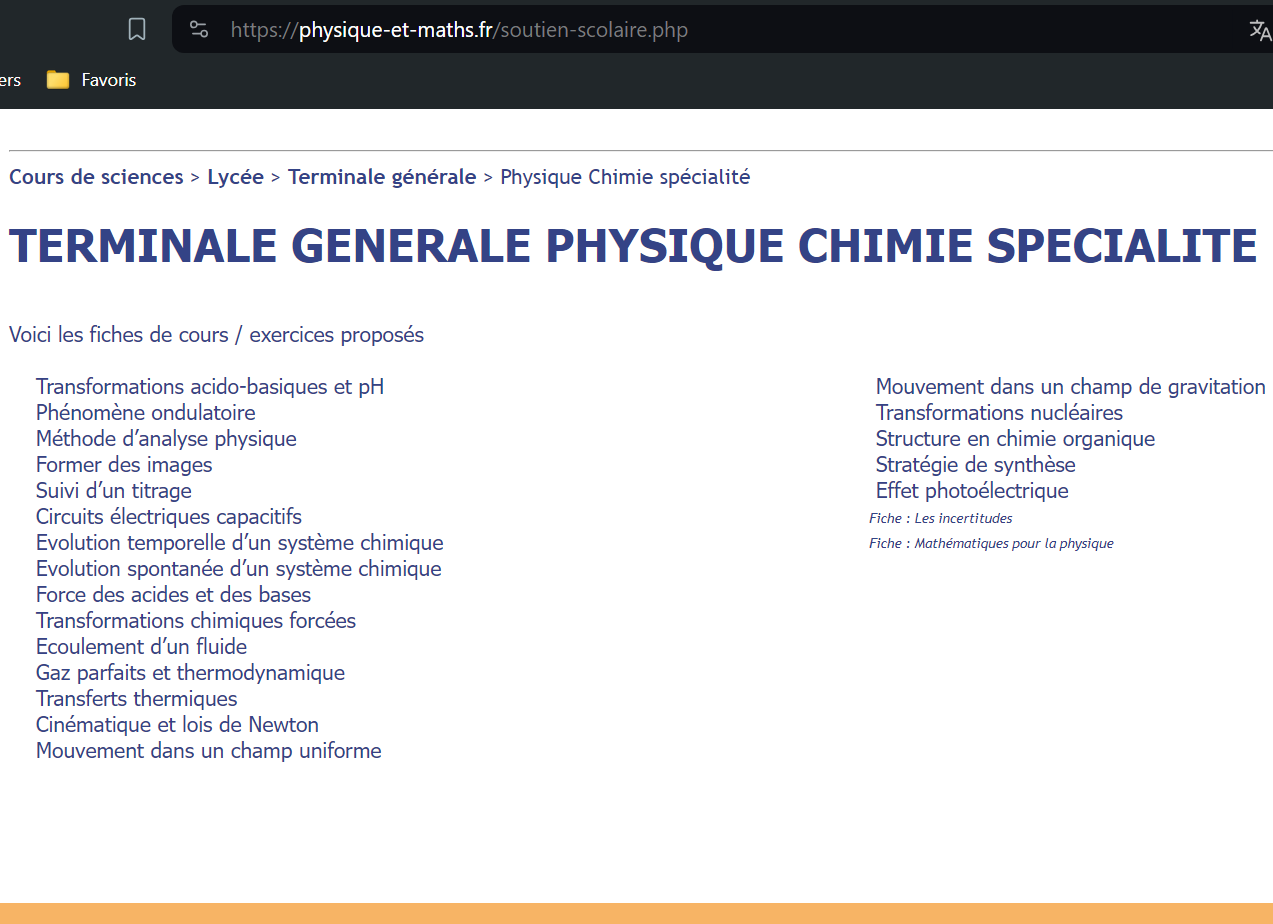 https://physique-et-maths.fr/soutien-scolaire.php
ers Favoris
Cours de sciences > Lycée > Terminale générale > Physique Chimie spécialité
TERMINALE GENERALE PHYSIQUE CHIMIE SPECIALITE
Voici les fiches de cours / exercices proposés
Transformations acido-basiques et pH
Phénomène ondulatoire
Méthode d’analyse physique
Former des images
Suivi d’un titrage
Circuits électriques capacitifs
Evolution temporelle d’un système chimique
Evolution spontanée d’un système chimique
Force des acides et des bases
Transformations chimiques forcées
Ecoulement d’un fluide
Gaz parfaits et thermodynamique
Transferts thermiques
Cinématique et lois de Newton
Mouvement dans un champ uniforme
Mouvement dans un champ de gravitation
Transformations nucléaires
Structure en chimie organique
Stratégie de synthèse
Effet photoélectrique
Fiche : Les incertitudes
Fiche : Mathématiques pour la physique